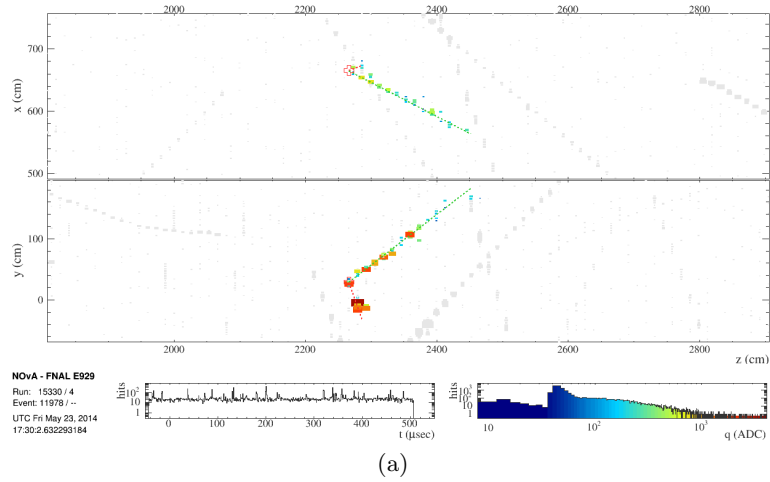 2000 2200 2400 2600 2800
x (cm)
700
600
500
y (cm)
100
0
2000 2200 2400 2600 2800
z (cm)
NOvA - FNAL E929
Run: 15330 / 4
Event: 11978 / --
UTC Fri May 23, 2014
17:30:2.632293184
hits
10²
10
1
0 100 200 300 400 500
t (μsec)
hits
10³
10²
10
1
10 10² 10³
q (ADC)
(a)